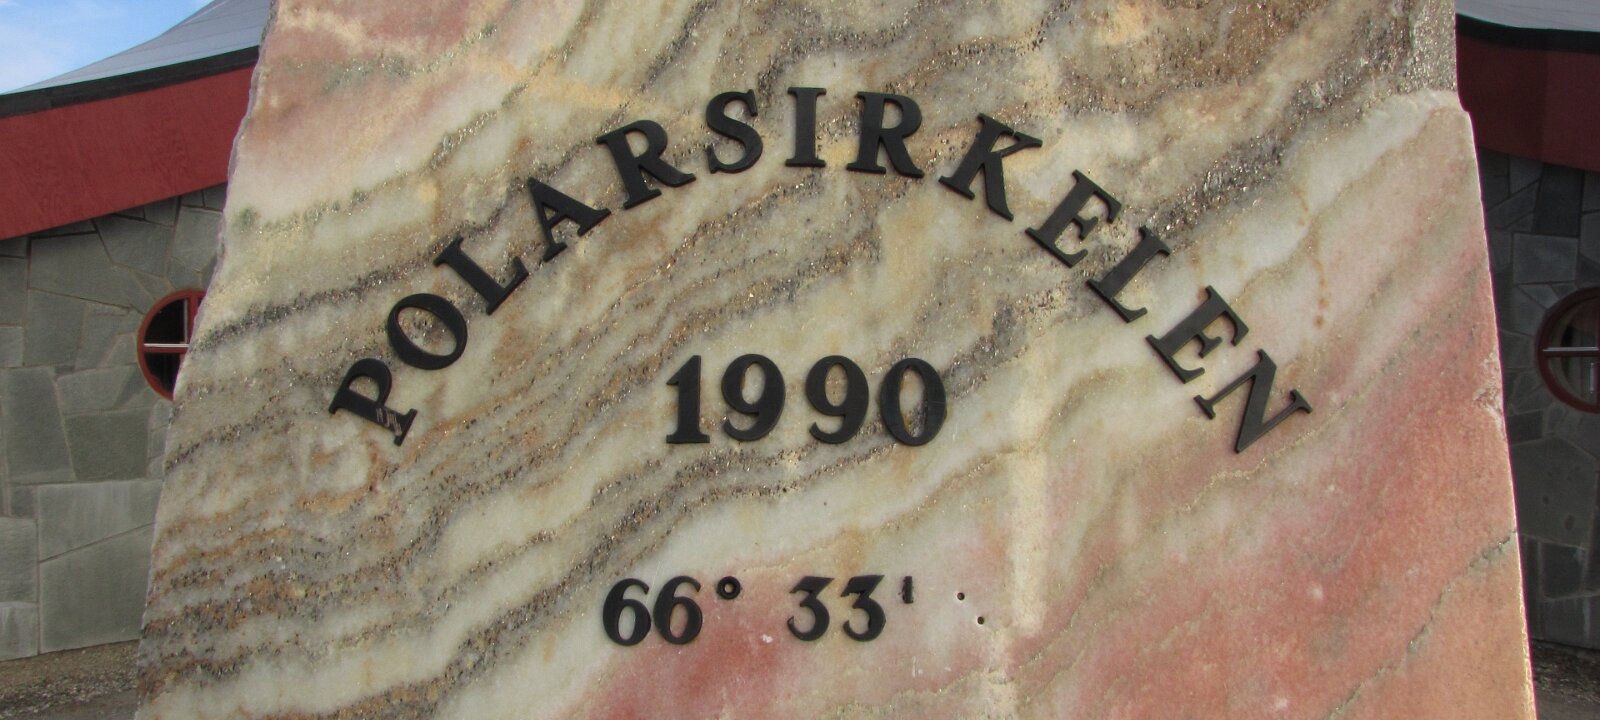 POLARSIRKELEN
1990
66° 33'